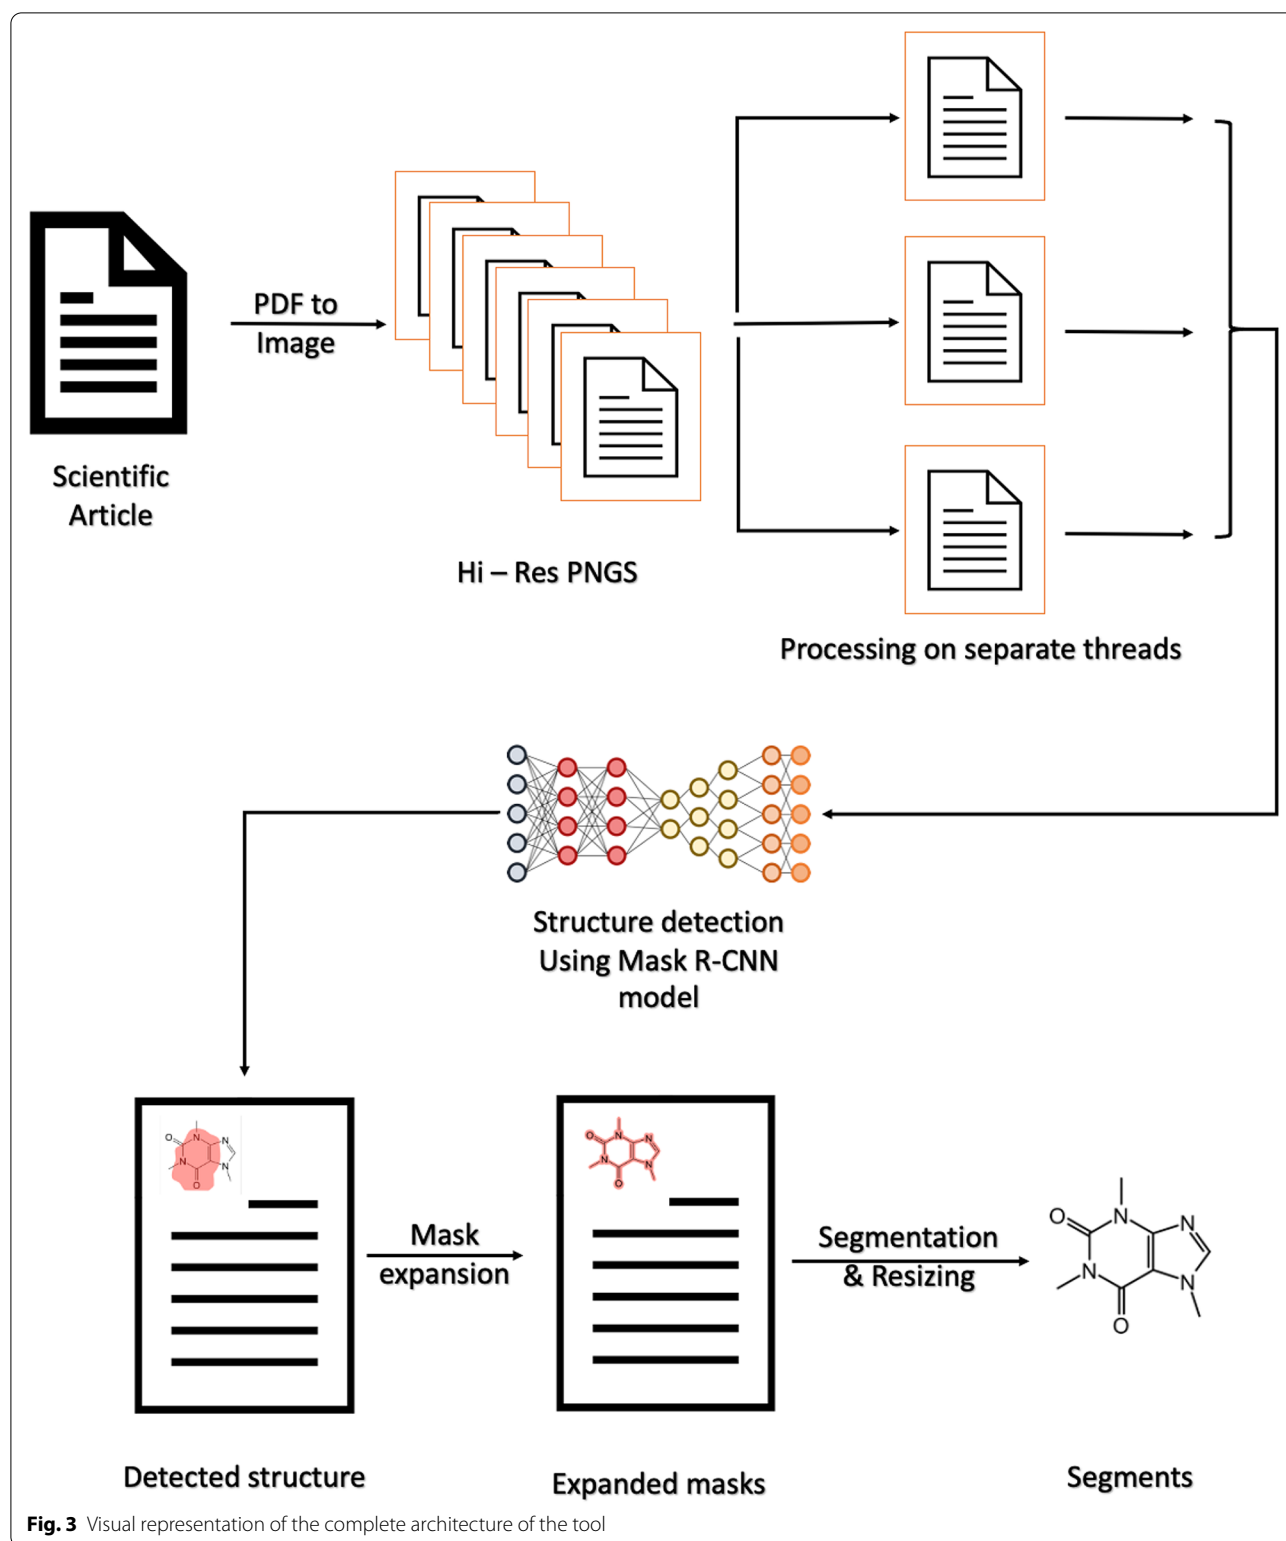 PDF to
Image
Scientific
Article
Hi – Res PNGS
Processing on separate threads
Structure detection
Using Mask R-CNN
model
O
N
N
N
N
O
O
N
N
N
N
O
Mask
expansion
Segmentation
& Resizing
O
N
N
N
N
O
Detected structure
Expanded masks
Segments
Fig. 3 Visual representation of the complete architecture of the tool